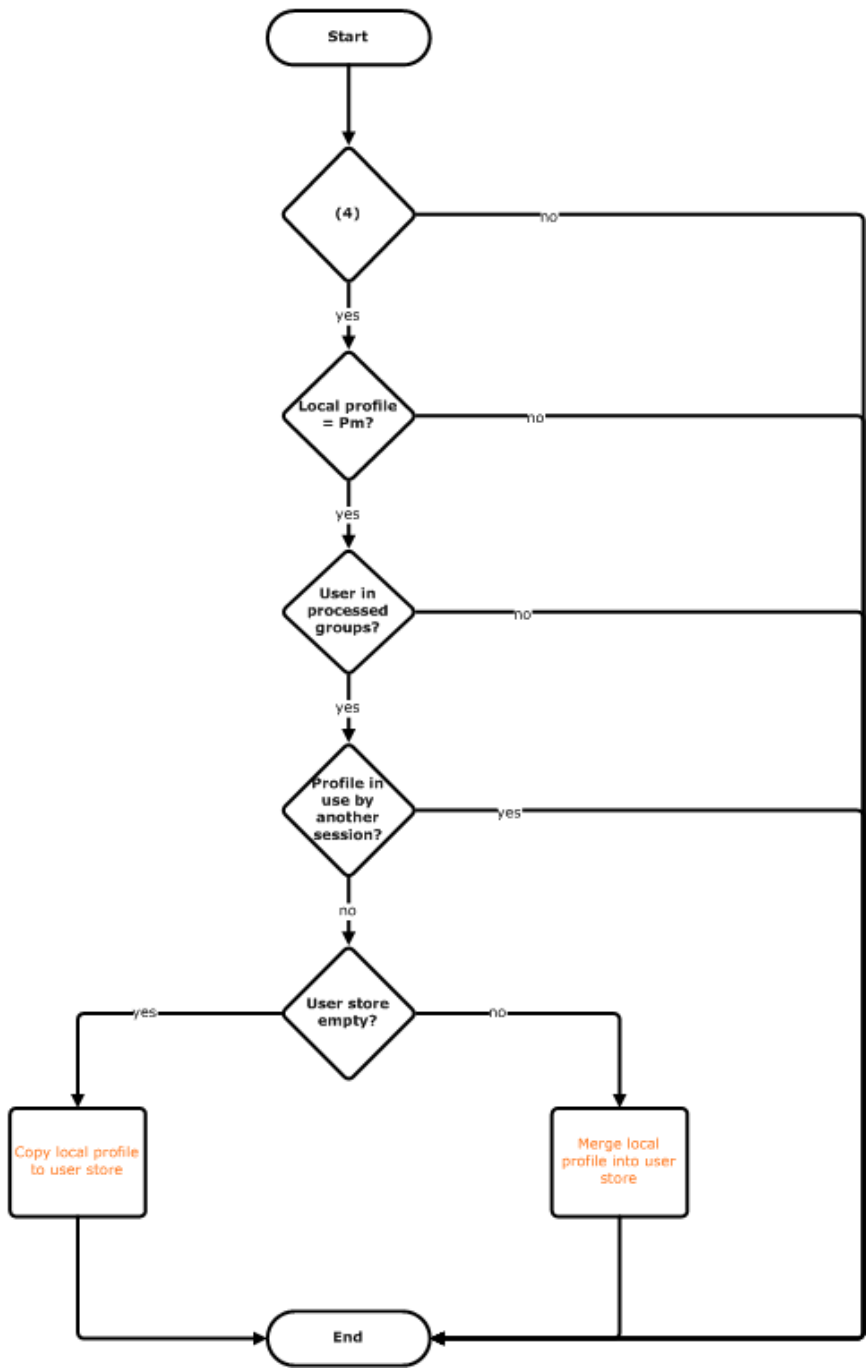 Start
(4)
no
yes
Local profile
= Pm?
no
yes
User in
processed
groups?
no
yes
Profile in
use by
another
session?
yes
no
User store
empty?
yes
no
Copy local profile
to user store
Merge local
profile into user
store
End